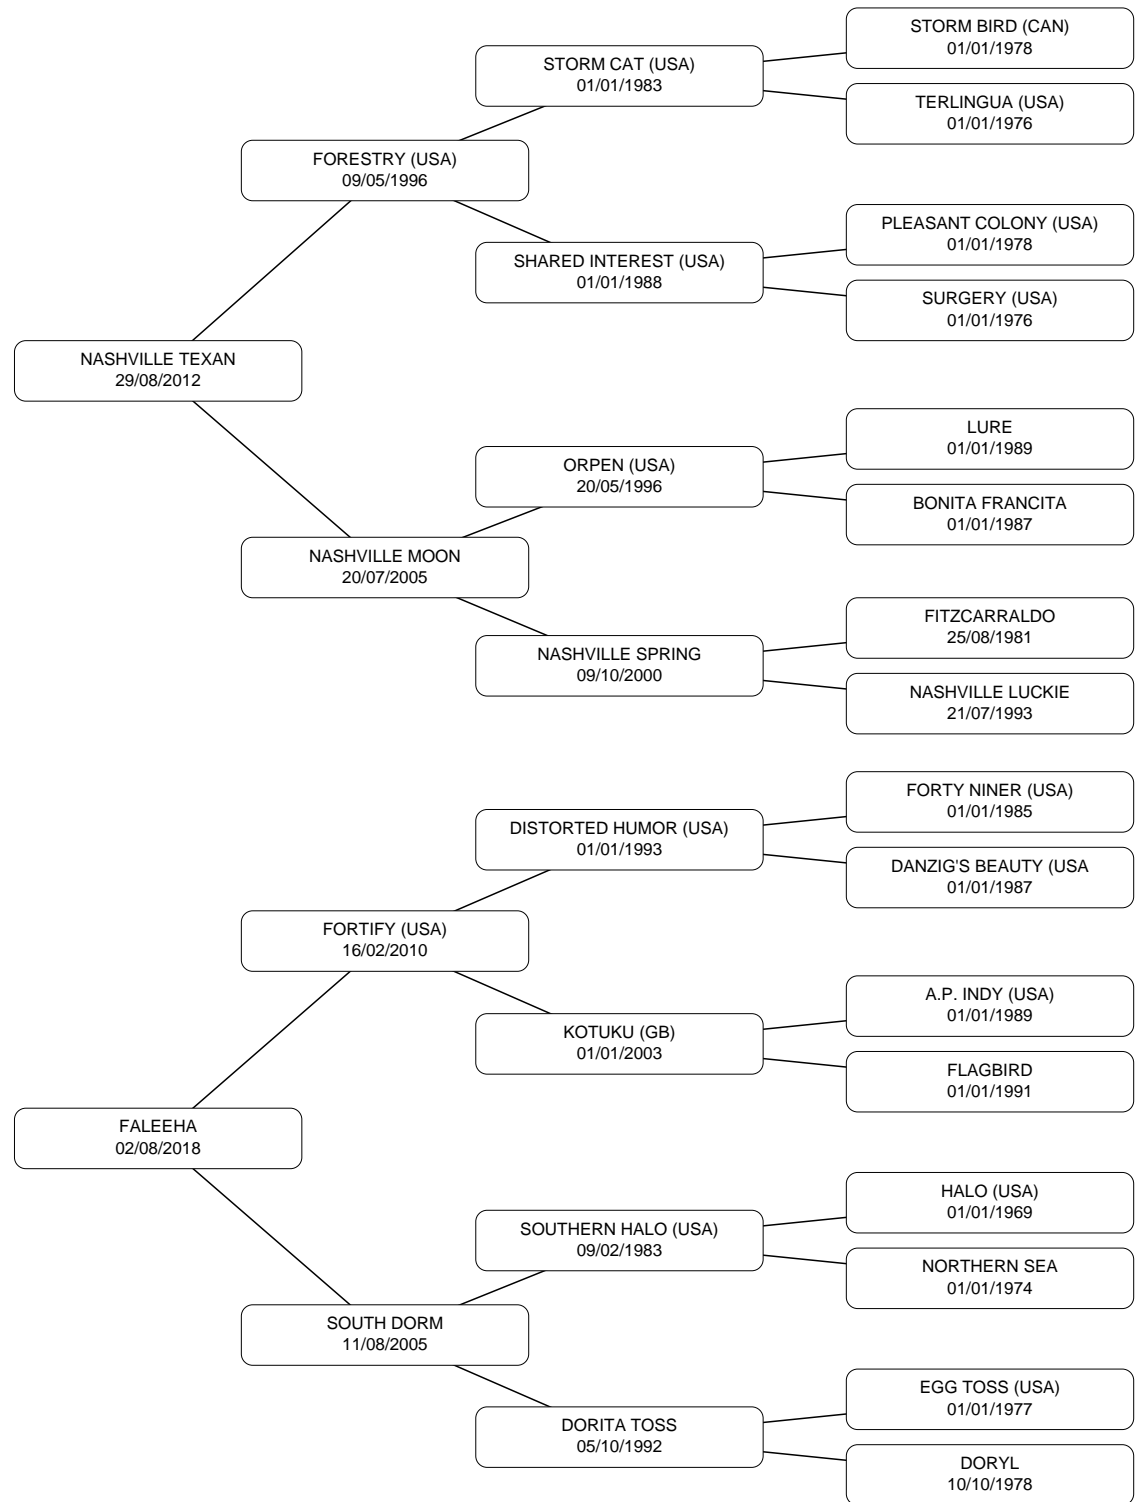 STORM BIRD (CAN)
01/01/1978
STORM CAT (USA)
01/01/1983
TERLINGUA (USA)
01/01/1976
FORESTRY (USA)
09/05/1996
PLEASANT COLONY (USA)
01/01/1978
SHARED INTEREST (USA)
01/01/1988
SURGERY (USA)
01/01/1976
NASHVILLE TEXAN
29/08/2012
LURE
01/01/1989
ORPEN (USA)
20/05/1996
BONITA FRANCITA
01/01/1987
NASHVILLE MOON
20/07/2005
FITZCARRALDO
25/08/1981
NASHVILLE SPRING
09/10/2000
NASHVILLE LUCKIE
21/07/1993
FORTY NINER (USA)
01/01/1985
DISTORTED HUMOR (USA)
01/01/1993
DANZIG'S BEAUTY (USA
01/01/1987
FORTIFY (USA)
16/02/2010
A.P. INDY (USA)
01/01/1989
KOTUKU (GB)
01/01/2003
FLAGBIRD
01/01/1991
FALEEHA
02/08/2018
HALO (USA)
01/01/1969
SOUTHERN HALO (USA)
09/02/1983
NORTHERN SEA
01/01/1974
SOUTH DORM
11/08/2005
EGG TOSS (USA)
01/01/1977
DORITA TOSS
05/10/1992
DORYL
10/10/1978